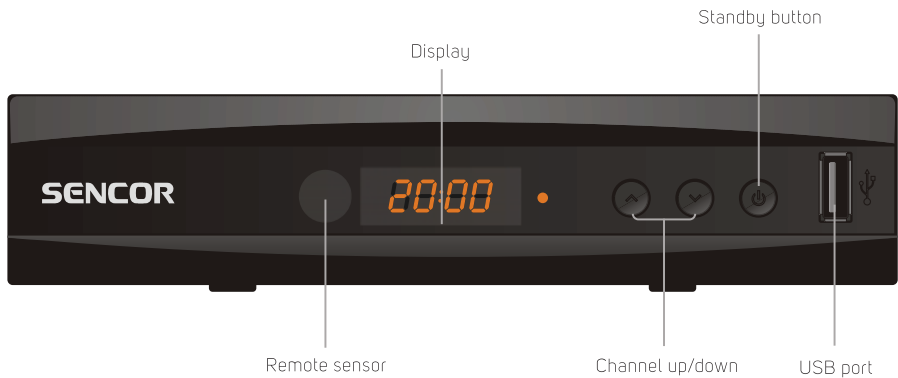 Standby button
Display
SENCOR
20:00
Remote sensor
Channel up/down
USB port